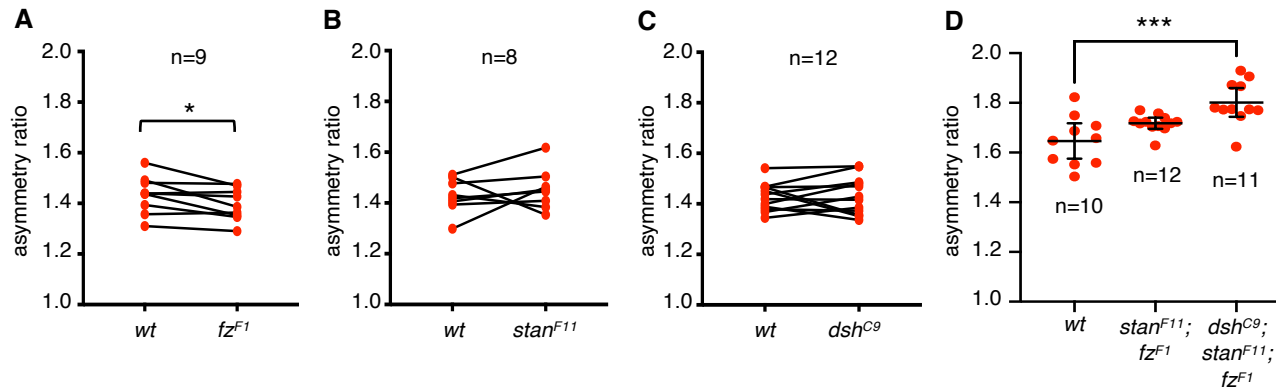 A
asymmetry ratio
2.0
1.8
1.6
1.4
1.2
1.0
n=9
*
wt
fzF1
B
asymmetry ratio
2.0
1.8
1.6
1.4
1.2
1.0
n=8
wt
stanF11
C
asymmetry ratio
2.0
1.8
1.6
1.4
1.2
1.0
n=12
wt
dshC9
D
asymmetry ratio
2.0
1.8
1.6
1.4
1.2
1.0
***
n=10
n=12
n=11
wt
stanF11;
fzF1
dshC9;
stanF11;
fzF1